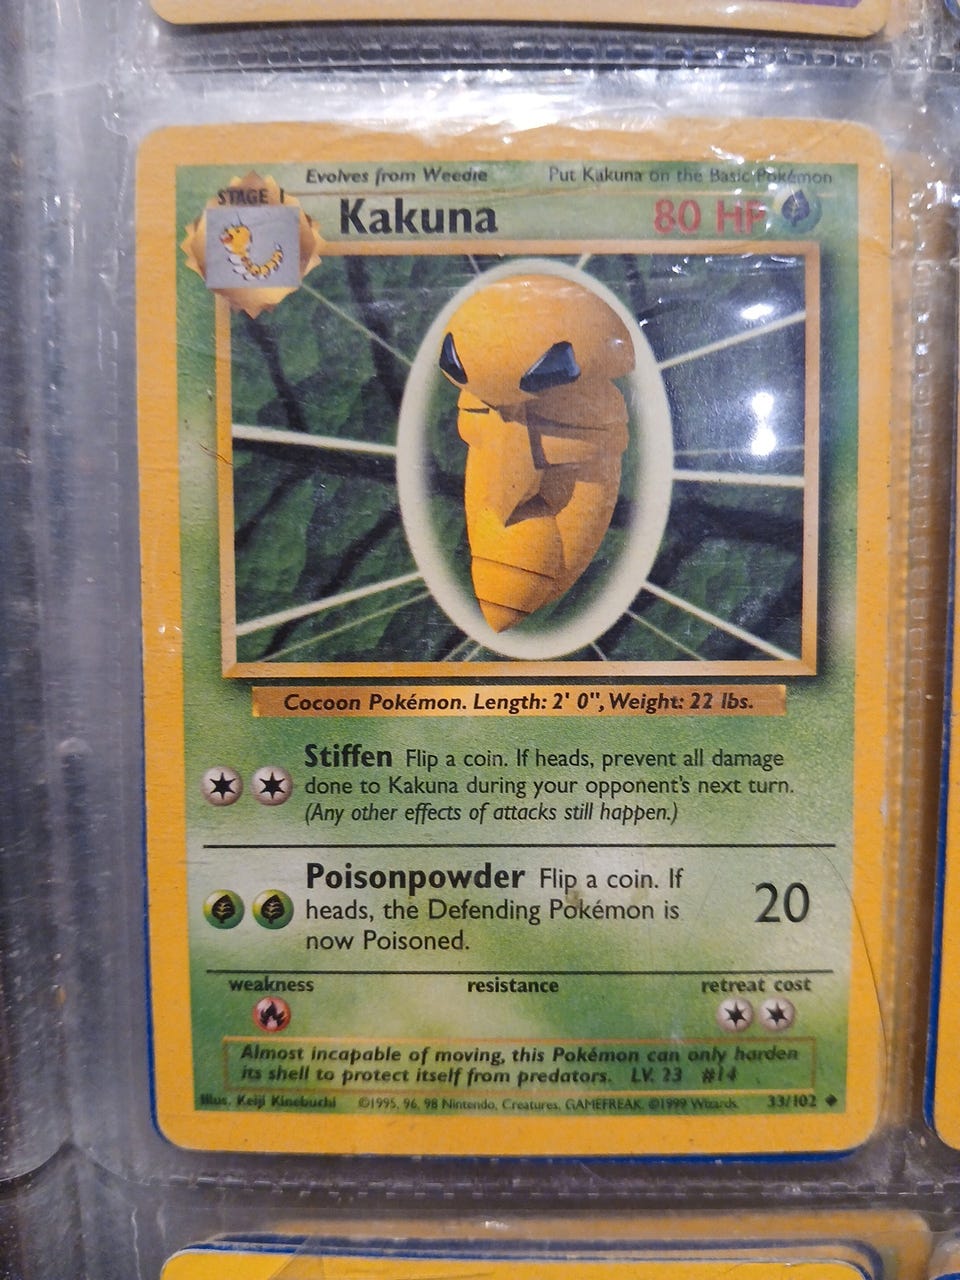 Evolves from Weedle Put Kakuna on the Basic Pokémon
STAGE 1
Kakuna 80 HP
Cocoon Pokémon. Length: 2' 0", Weight: 22 lbs.
Stiffen Flip a coin. If heads, prevent all damage
done to Kakuna during your opponent's next turn.
(Any other effects of attacks still happen.)
Poisonpowder Flip a coin. If
heads, the Defending Pokémon is
now Poisoned.
20
weakness resistance retreat cost
Almost incapable of moving, this Pokémon can only harden
its shell to protect itself from predators. LV. 23 #14
Illus. Keiji Kinebuchi ©1995, 96, 98 Nintendo, Creatures, GAMEFREAK. ©1999 Wizards. 33/102